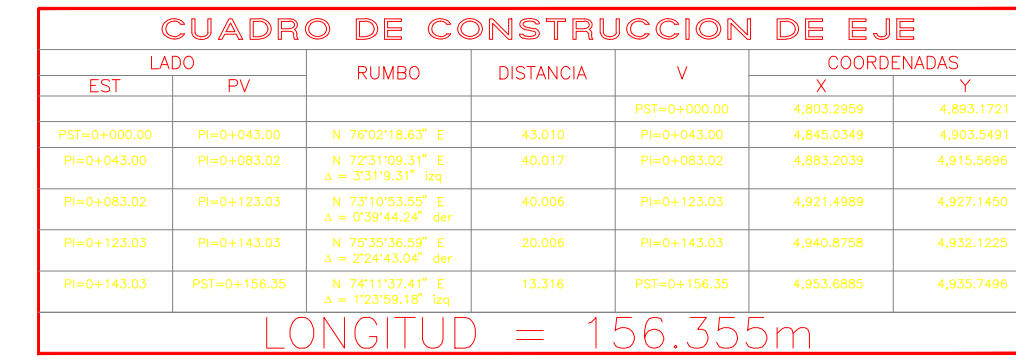 CUADRO DE CONSTRUCCION DE EJE
LADO RUMBO DISTANCIA V COORDENADAS
EST PV X Y
PST=0+000.00 4,803.2959 4,893.1721
PST=0+000.00 PI=0+043.00 N 76°02'18.63" E 43.010 PI=0+043.00 4,845.0349 4,903.5491
PI=0+043.00 PI=0+083.02 N 72°31'09.31" E 40.017 PI=0+083.02 4,883.2039 4,915.5696
Δ = 3°31'9.31" izq
PI=0+083.02 PI=0+123.03 N 73°10'53.55" E 40.006 PI=0+123.03 4,921.4989 4,927.1450
Δ = 0°39'44.24" der
PI=0+123.03 PI=0+143.03 N 75°35'36.59" E 20.006 PI=0+143.03 4,940.8758 4,932.1225
Δ = 2°24'43.04" der
PI=0+143.03 PST=0+156.35 N 74°11'37.41" E 13.316 PST=0+156.35 4,953.6885 4,935.7496
Δ = 1°23'59.18" izq
LONGITUD = 156.355m